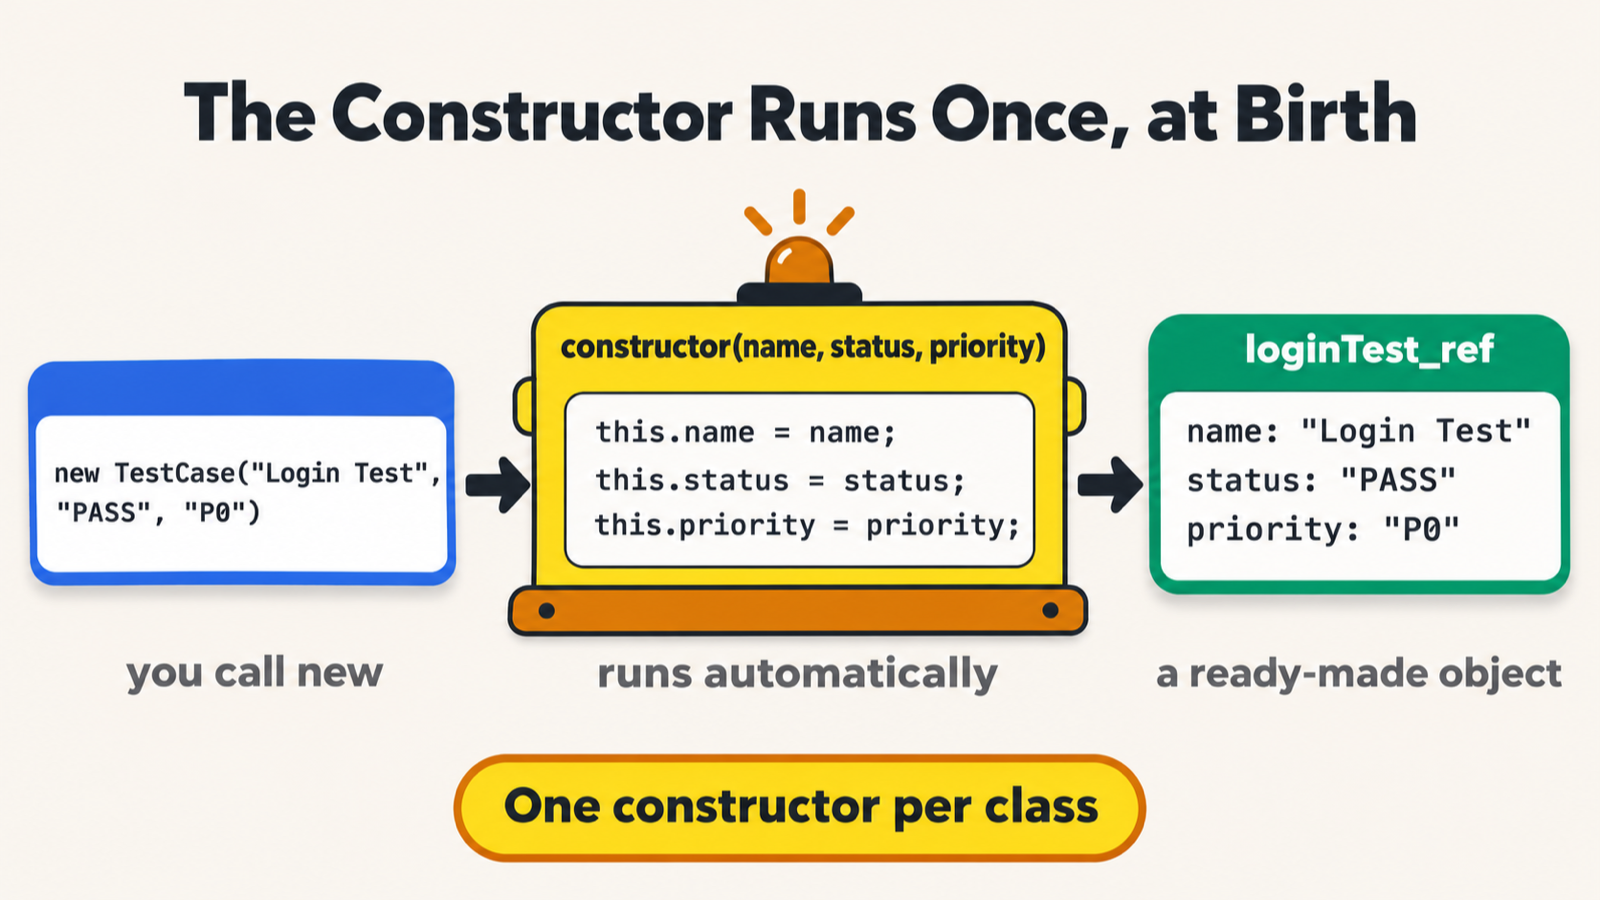 The Constructor Runs Once, at Birth
new TestCase("Login Test",
"PASS", "P0")
you call new
constructor(name, status, priority)
this.name = name;
this.status = status;
this.priority = priority;
runs automatically
loginTest_ref
name: "Login Test"
status: "PASS"
priority: "P0"
a ready-made object
One constructor per class